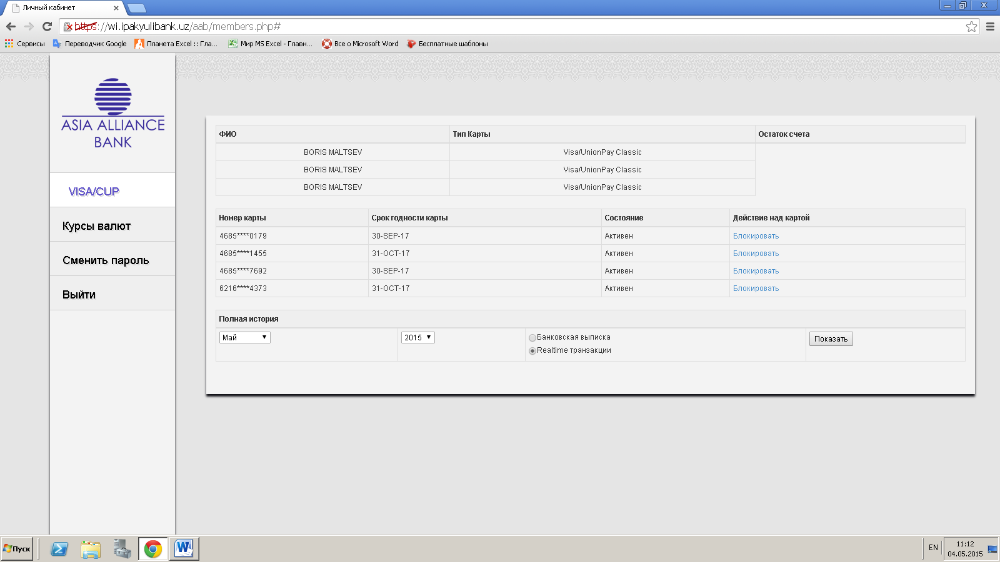 Личный кабинет
https://wi.ipakyulibank.uz/aab/members.php#
Сервисы Переводчик Google Планета Excel :: Гла... Мир MS Excel - Главн... Все о Microsoft Word Бесплатные шаблоны
ASIA ALLIANCE
BANK
VISA/CUP
Курсы валют
Сменить пароль
Выйти
ФИО Тип Карты Остаток счета
BORIS MALTSEV Visa/UnionPay Classic
BORIS MALTSEV Visa/UnionPay Classic
BORIS MALTSEV Visa/UnionPay Classic
Номер карты Срок годности карты Состояние Действие над картой
4685****0179 30-SEP-17 Активен Блокировать
4685****1455 31-OCT-17 Активен Блокировать
4685****7692 30-SEP-17 Активен Блокировать
6216****4373 31-OCT-17 Активен Блокировать
Полная история
Май 2015 Банковская выписка Показать
Realtime транзакции
Пуск EN 11:12
04.05.2015